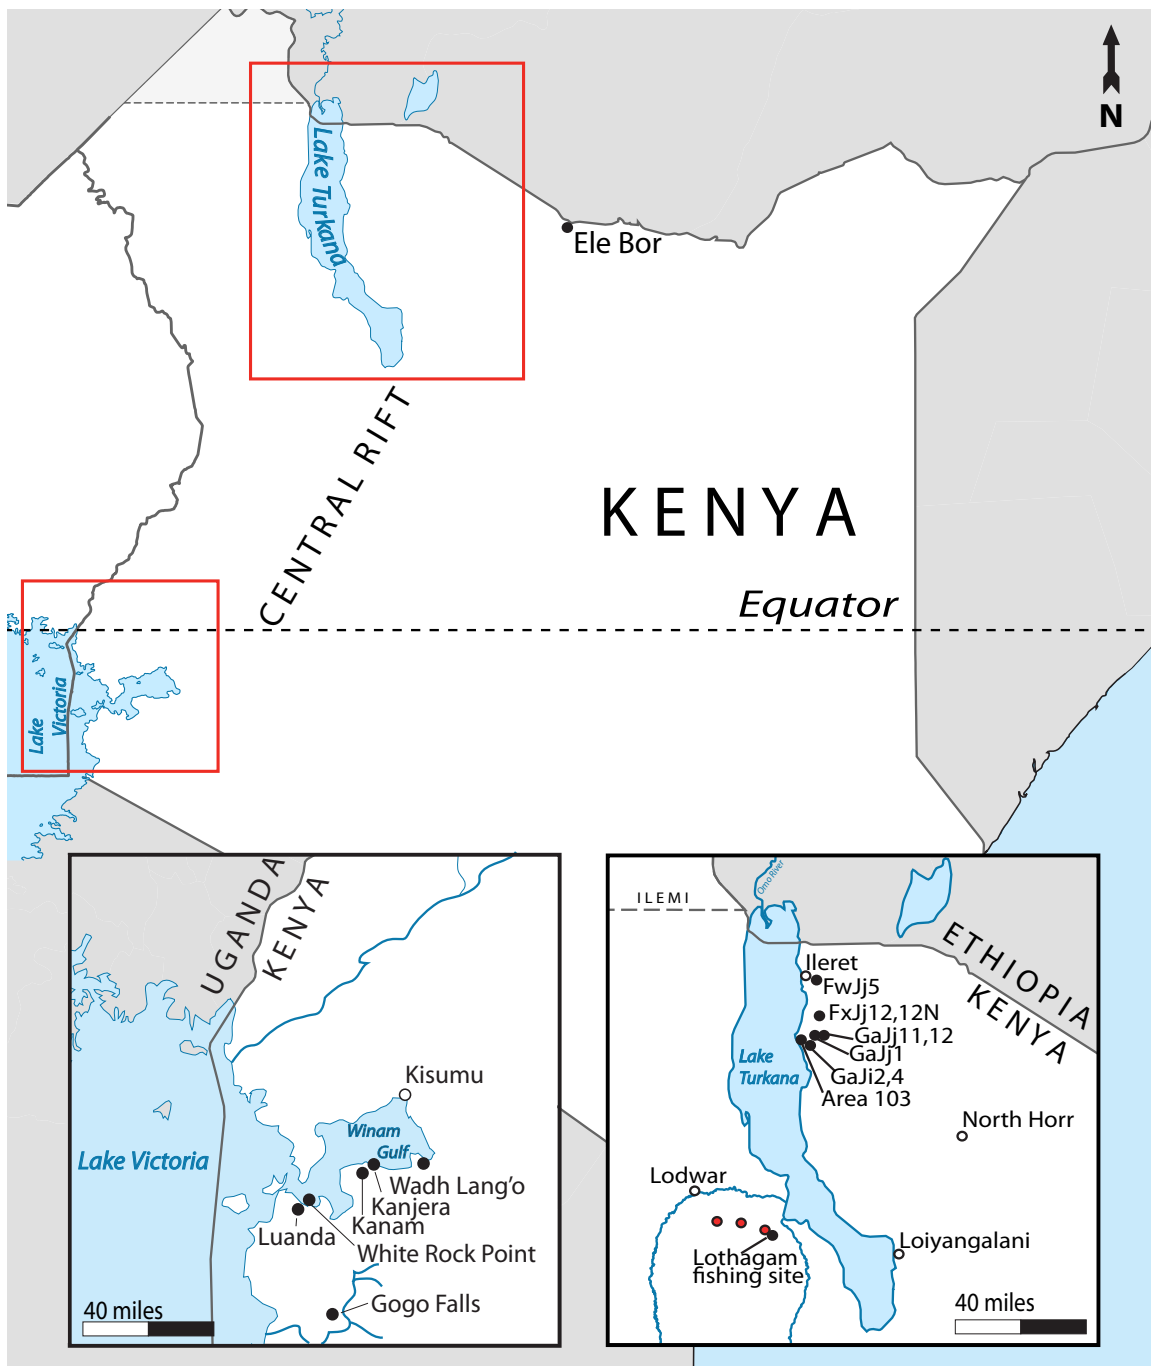 N
Lake Turkana
Ele Bor
CENTRAL RIFT
KENYA
Equator
Lake
Victoria
UGANDA
KENYA
Kisumu
Winam
Gulf
Lake Victoria
Wadh Lang'o
Kanjera
Kanam
Luanda
White Rock Point
Gogo Falls
40 miles
Omo River
ILEMI
ETHIOPIA
KENYA
Ileret
FwJj5
FxJj12,12N
GaJj11,12
GaJj1
GaJi2,4
Area 103
Lake
Turkana
North Horr
Lodwar
Loiyangalani
Lothagam
fishing site
40 miles